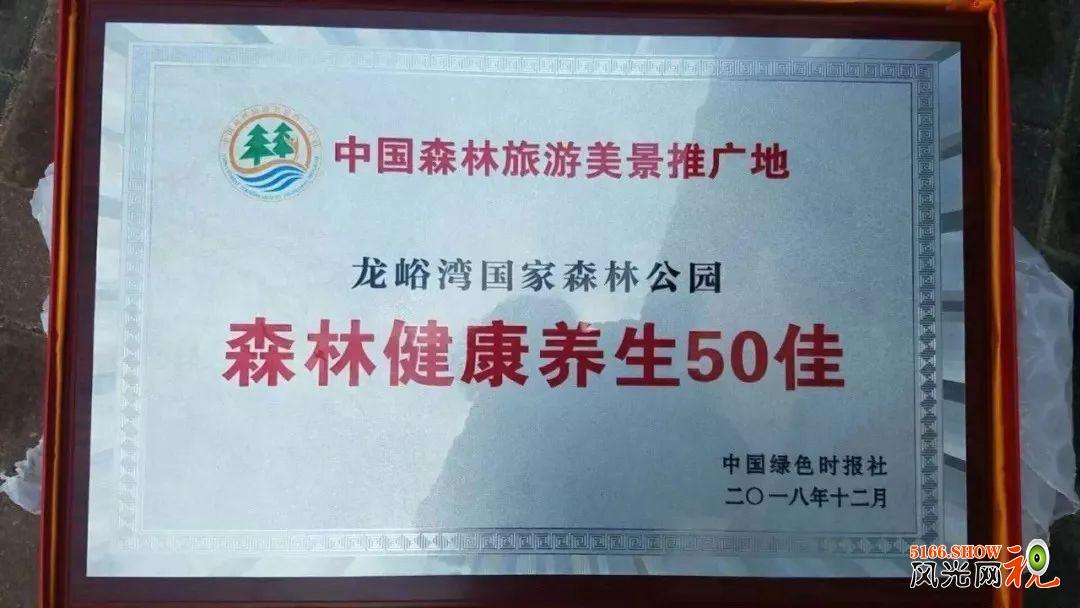 中国森林旅游美景推广地
龙峪湾国家森林公园
森林健康养生50佳
中国绿色时报社
二〇一八年十二月
5166.SHOW
风光网视